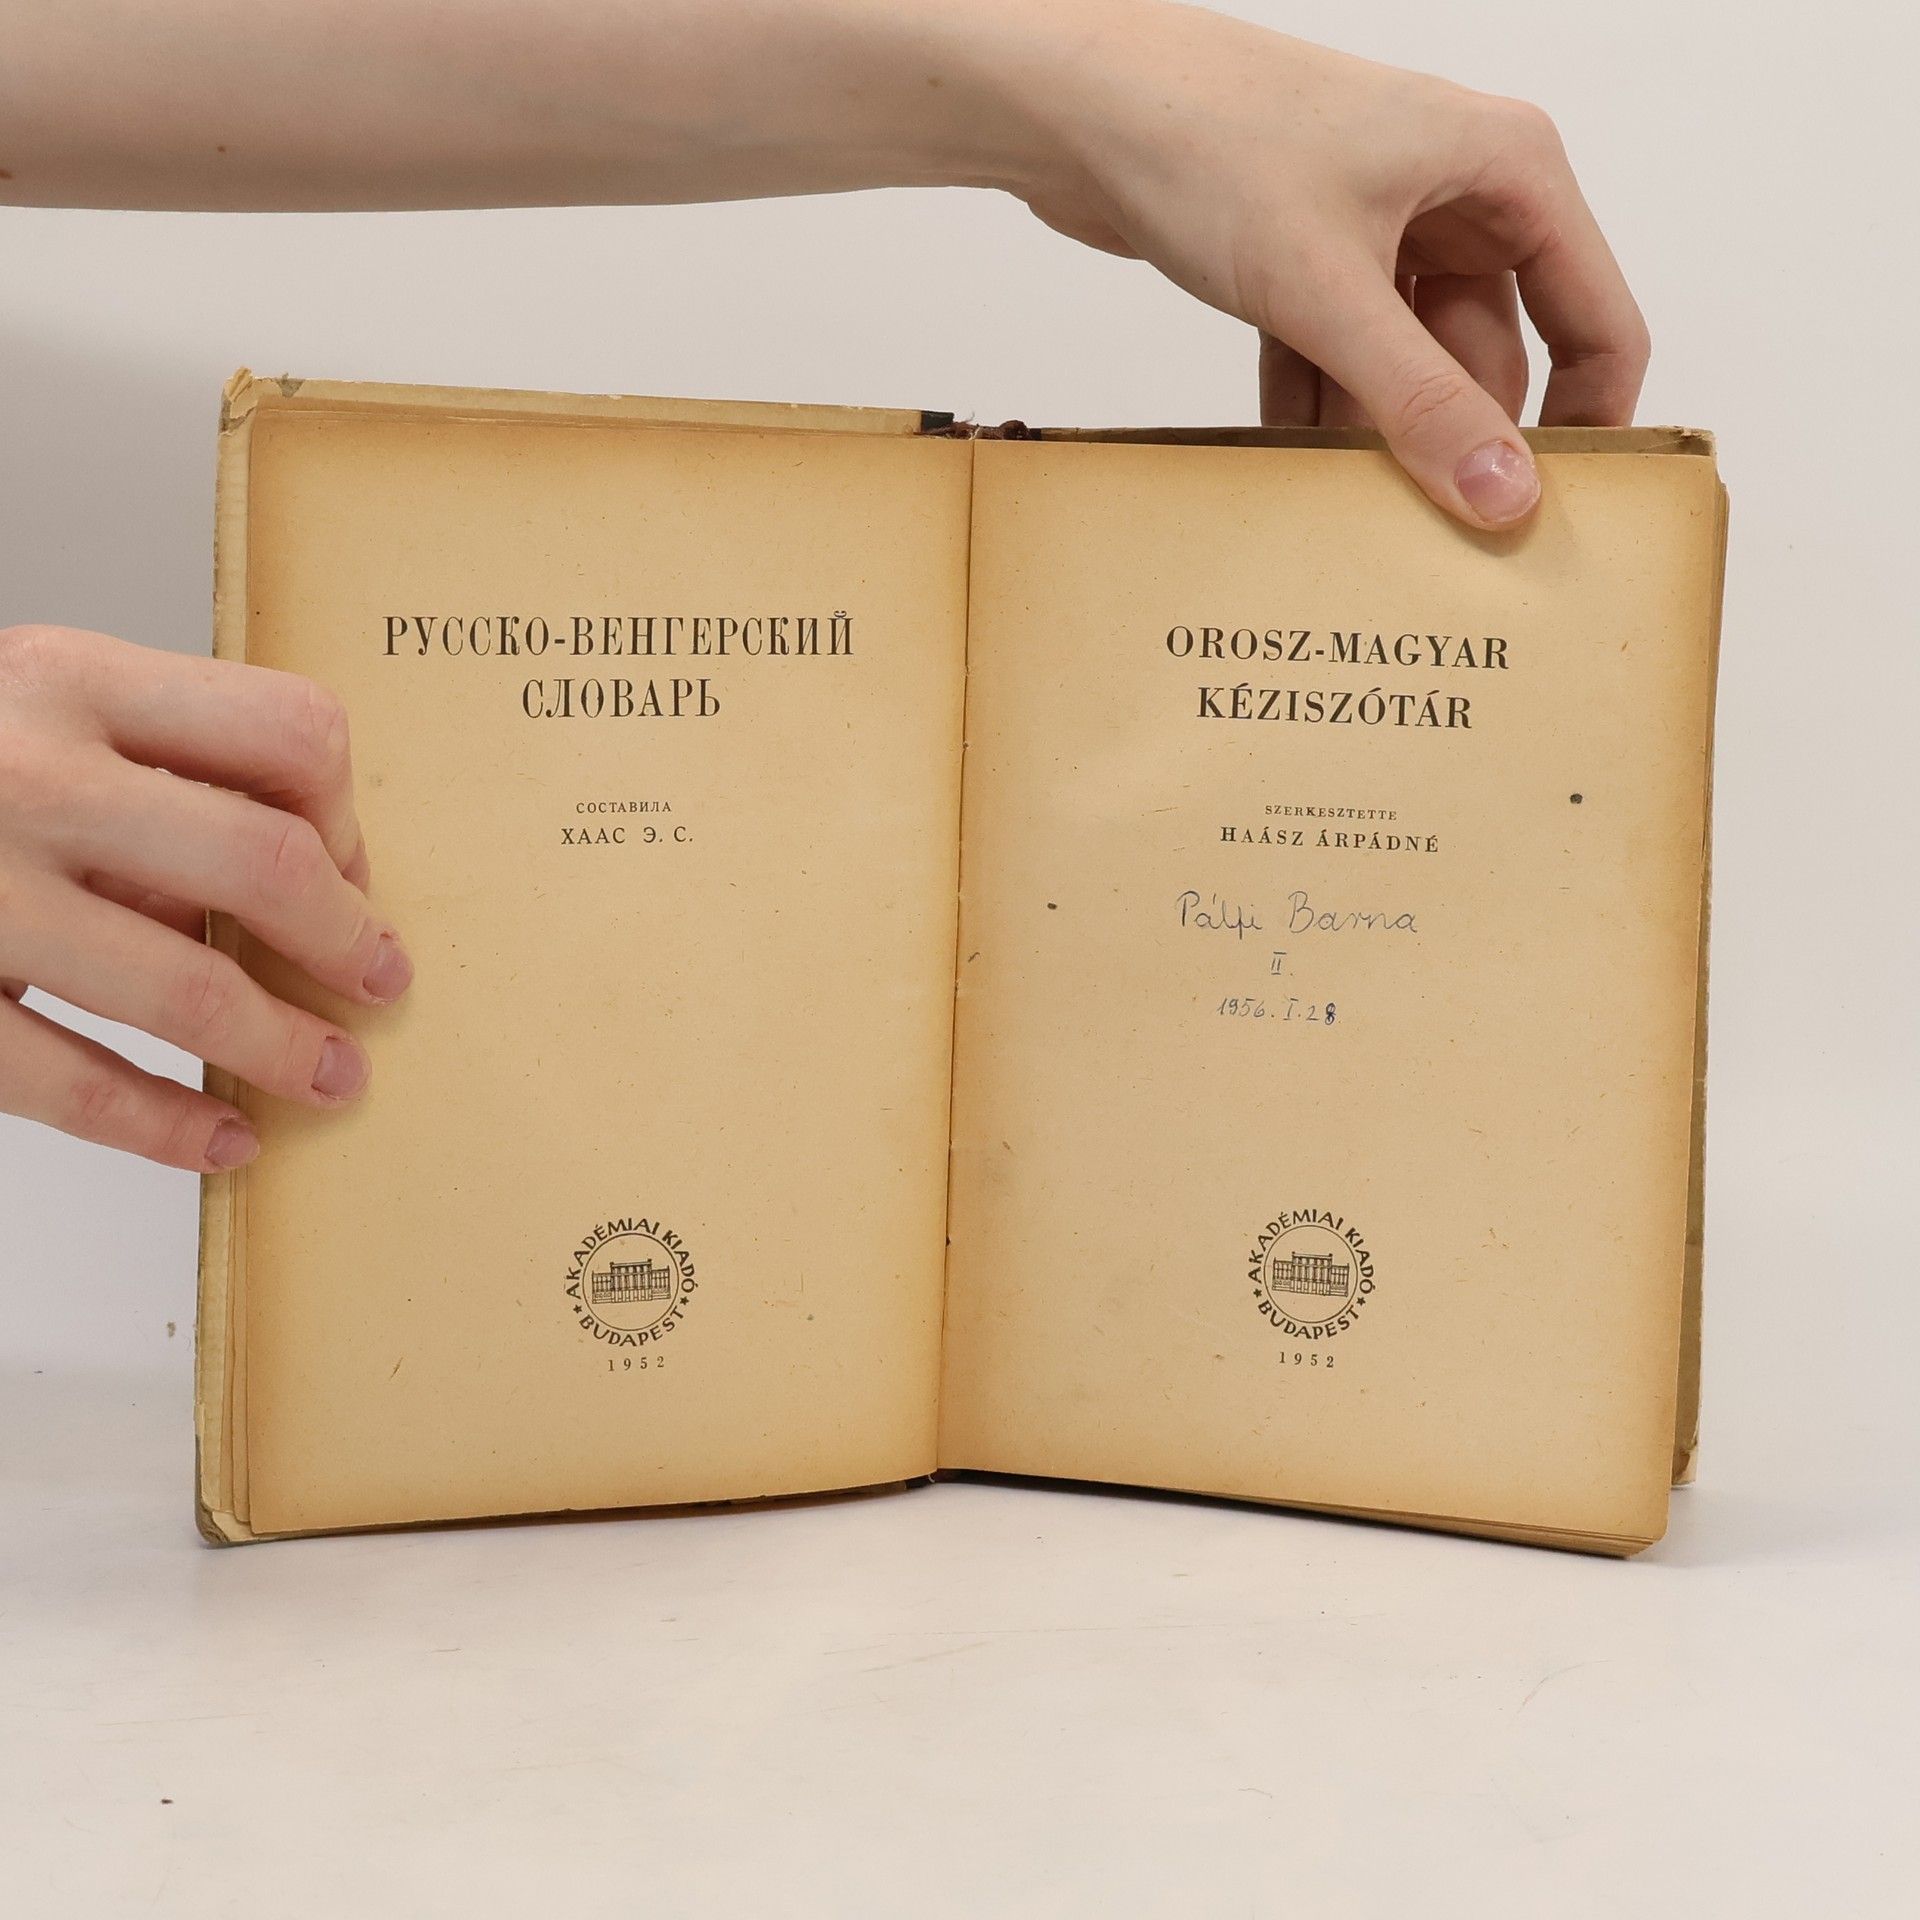 РУССКО-ВЕНГЕРСКИЙ
СЛОВАРЬ
СОСТАВИЛА
ХААС Э. С.
AKADÉMIAI KIADÓ
★ BUDAPEST ★
1952
OROSZ-MAGYAR
KÉZISZÓTÁR
SZERKESZTETTE
HAÁSZ ÁRPÁDNÉ
Pálfi Barna
II.
1956. I. 28.
AKADÉMIAI KIADÓ
★ BUDAPEST ★
1952